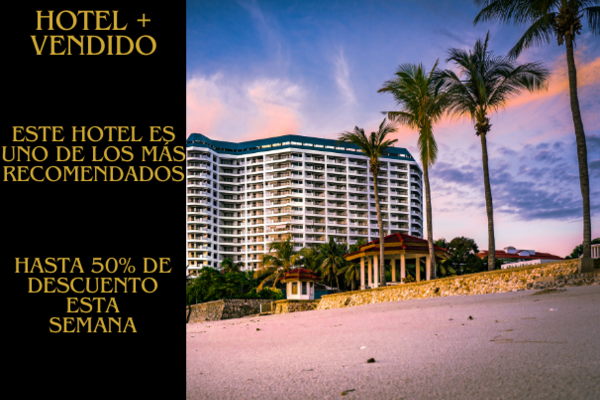 HOTEL +
VENDIDO
ESTE HOTEL ES
UNO DE LOS MÁS
RECOMENDADOS
HASTA 50% DE
DESCUENTO
ESTA
SEMANA